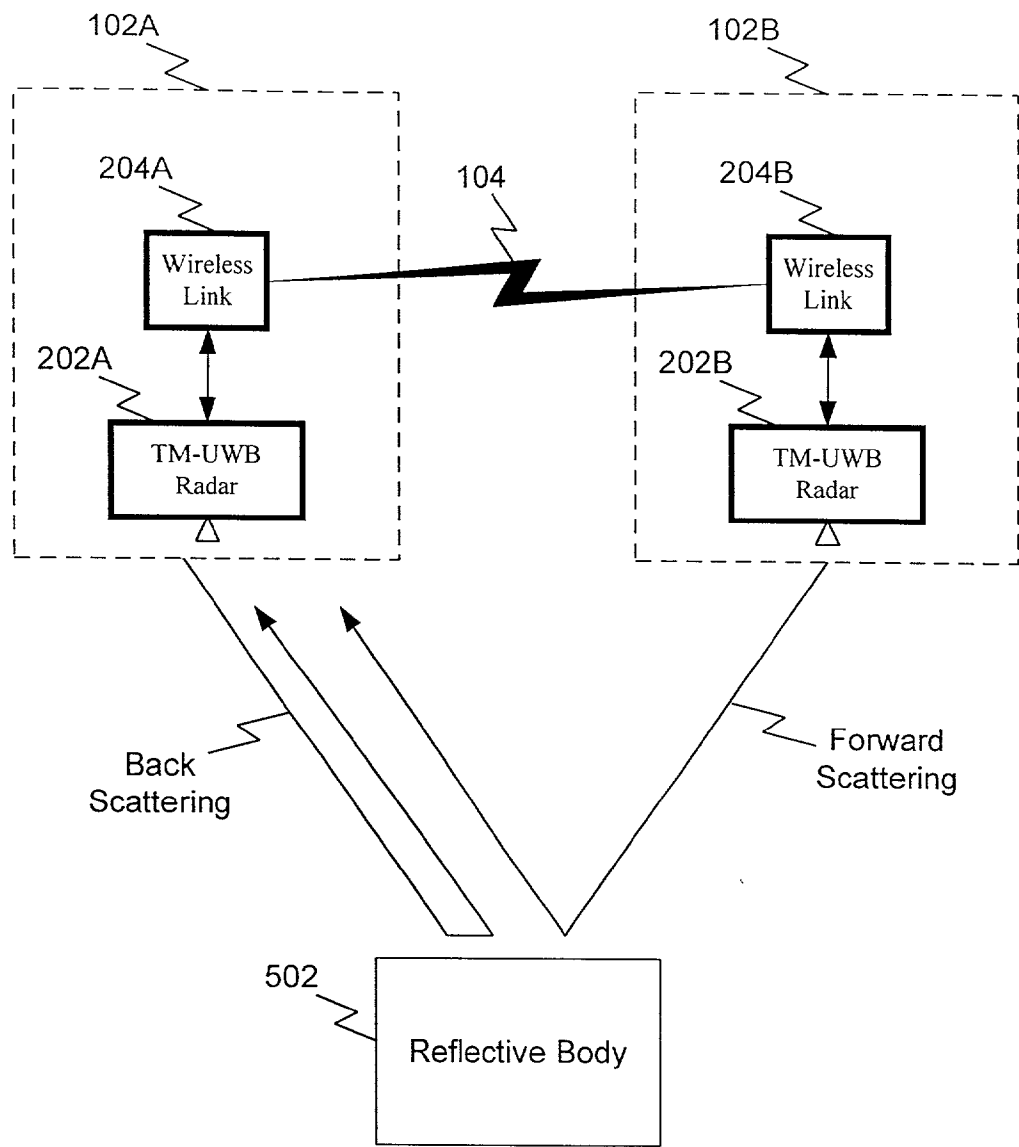 102A
102B
204A
104
204B
Wireless
Link
Wireless
Link
202A
202B
TM-UWB
Radar
TM-UWB
Radar
Back
Scattering
Forward
Scattering
502
Reflective Body